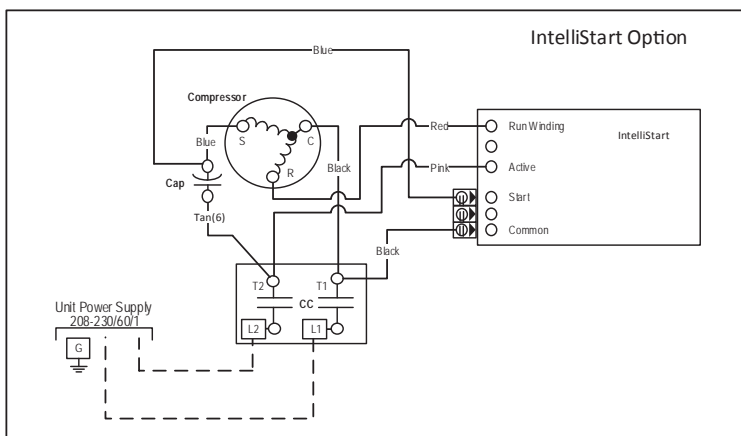 IntelliStart Option
Blue
Compressor
Red
Run Winding
IntelliStart
Blue
S
C
R
Black
Pink
Active
Cap
Start
Tan(6)
Common
Black
T2
T1
CC
Unit Power Supply
208-230/60/1
L2
L1
G